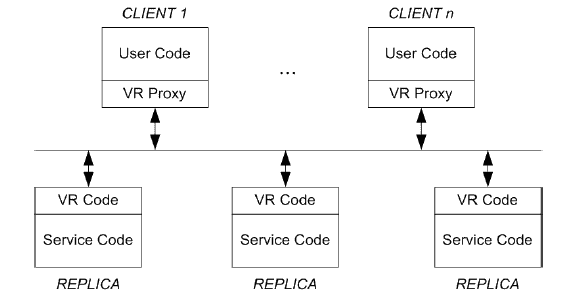 CLIENT 1
CLIENT n
User Code
User Code
...
VR Proxy
VR Proxy
VR Code
VR Code
VR Code
Service Code
Service Code
Service Code
REPLICA
REPLICA
REPLICA